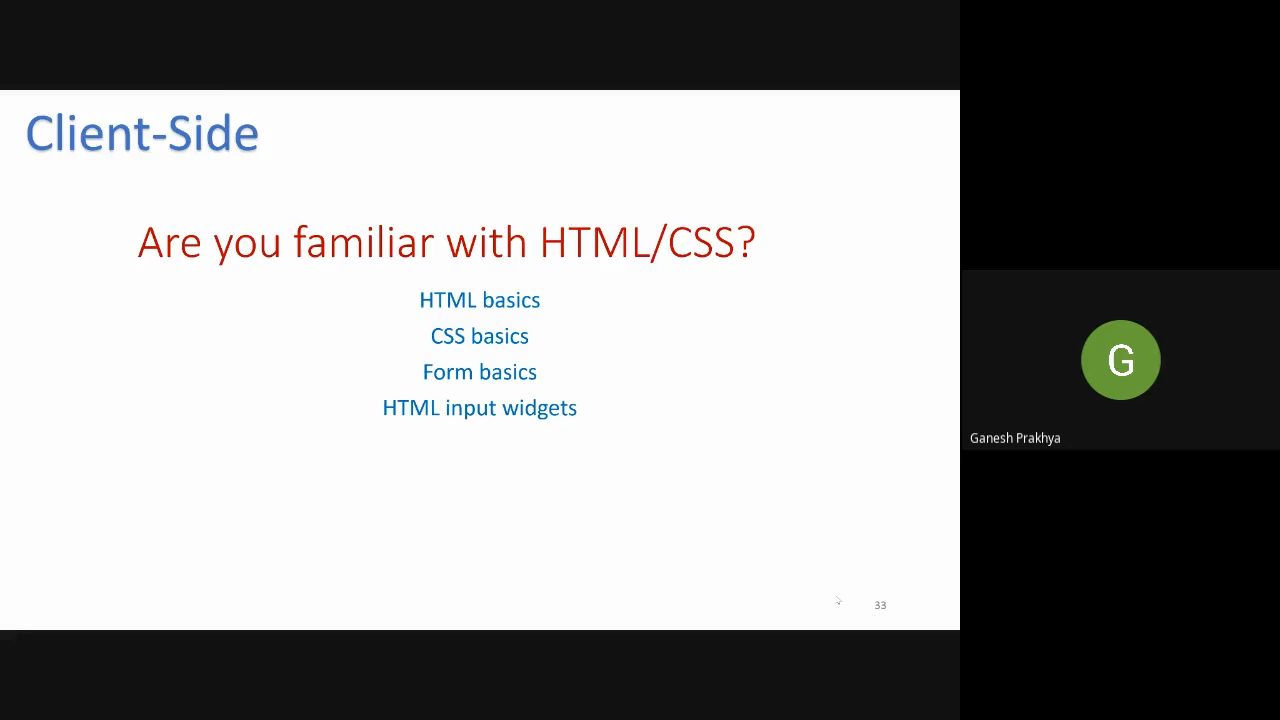 Client-Side
Are you familiar with HTML/CSS?
HTML basics
CSS basics
Form basics
HTML input widgets
33
G
Ganesh Prakhya